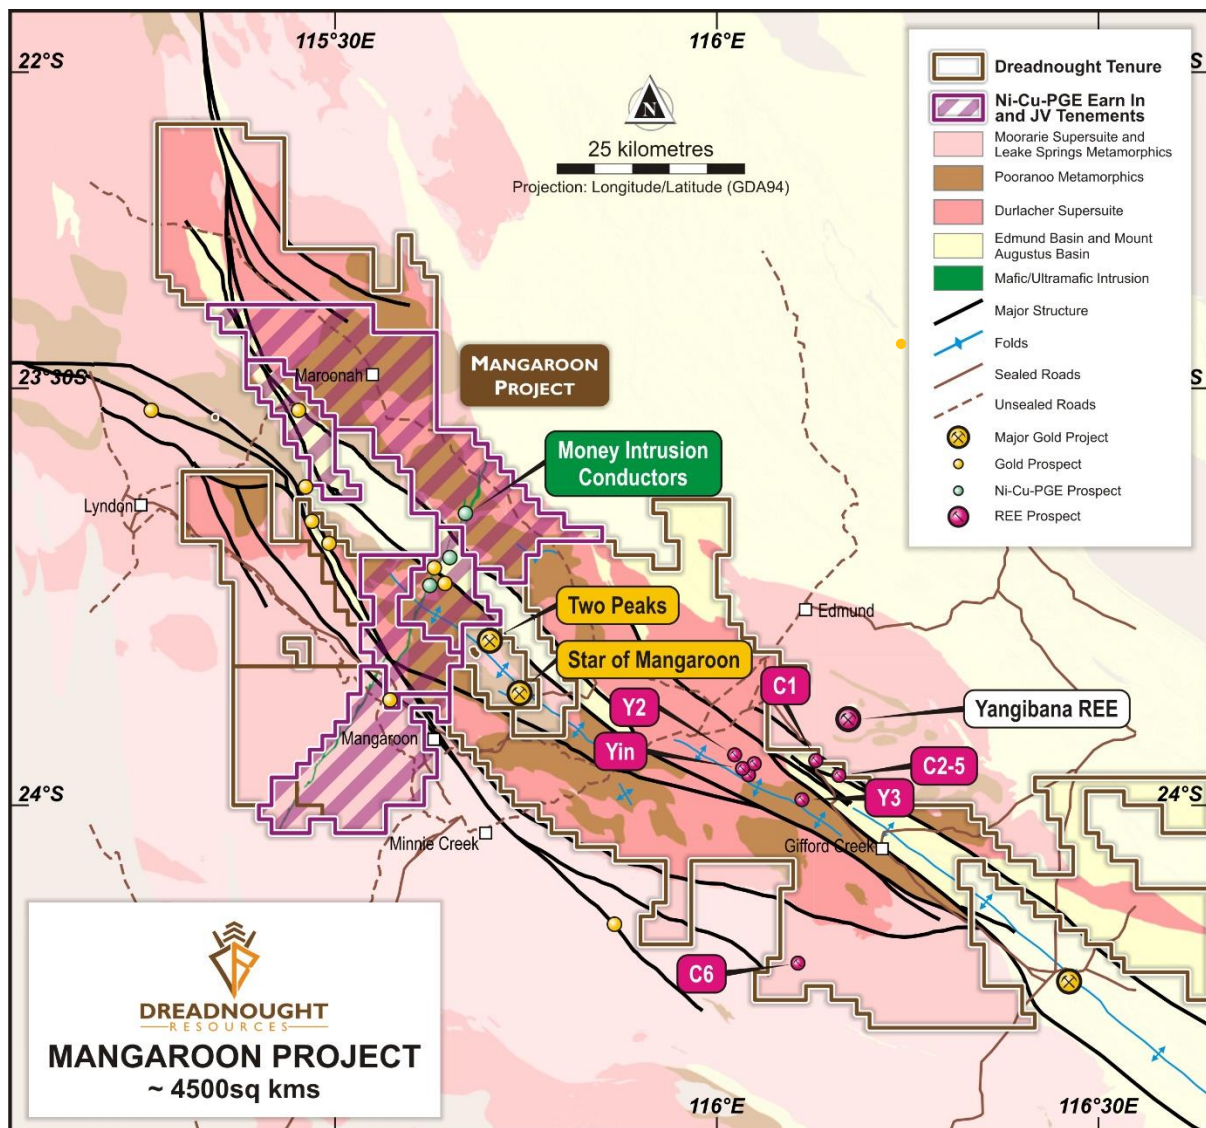 115°30'E
116°E
22°S
S
N
25 kilometres
Projection: Longitude/Latitude (GDA94)
Dreadnought Tenure
Ni-Cu-PGE Earn In
and JV Tenements
Moorarie Supersuite and
Leake Springs Metamorphics
Pooranoo Metamorphics
Durlacher Supersuite
Edmund Basin and Mount
Augustus Basin
Mafic/Ultramafic Intrusion
Major Structure
Folds
Sealed Roads
Unsealed Roads
Major Gold Project
Gold Prospect
Ni-Cu-PGE Prospect
REE Prospect
23°30'S
S
Maroonah
MANGAROON
PROJECT
Money Intrusion
Conductors
Lyndon
Two Peaks
Edmund
Star of Mangaroon
C1
Y2
Yangibana REE
Mangaroon
Yin
C2-5
Y3
24°S
24°S
Minnie Creek
Gifford Creek
C6
DREADNOUGHT
RESOURCES
MANGAROON PROJECT
~ 4500sq kms
116°E
116°30'E